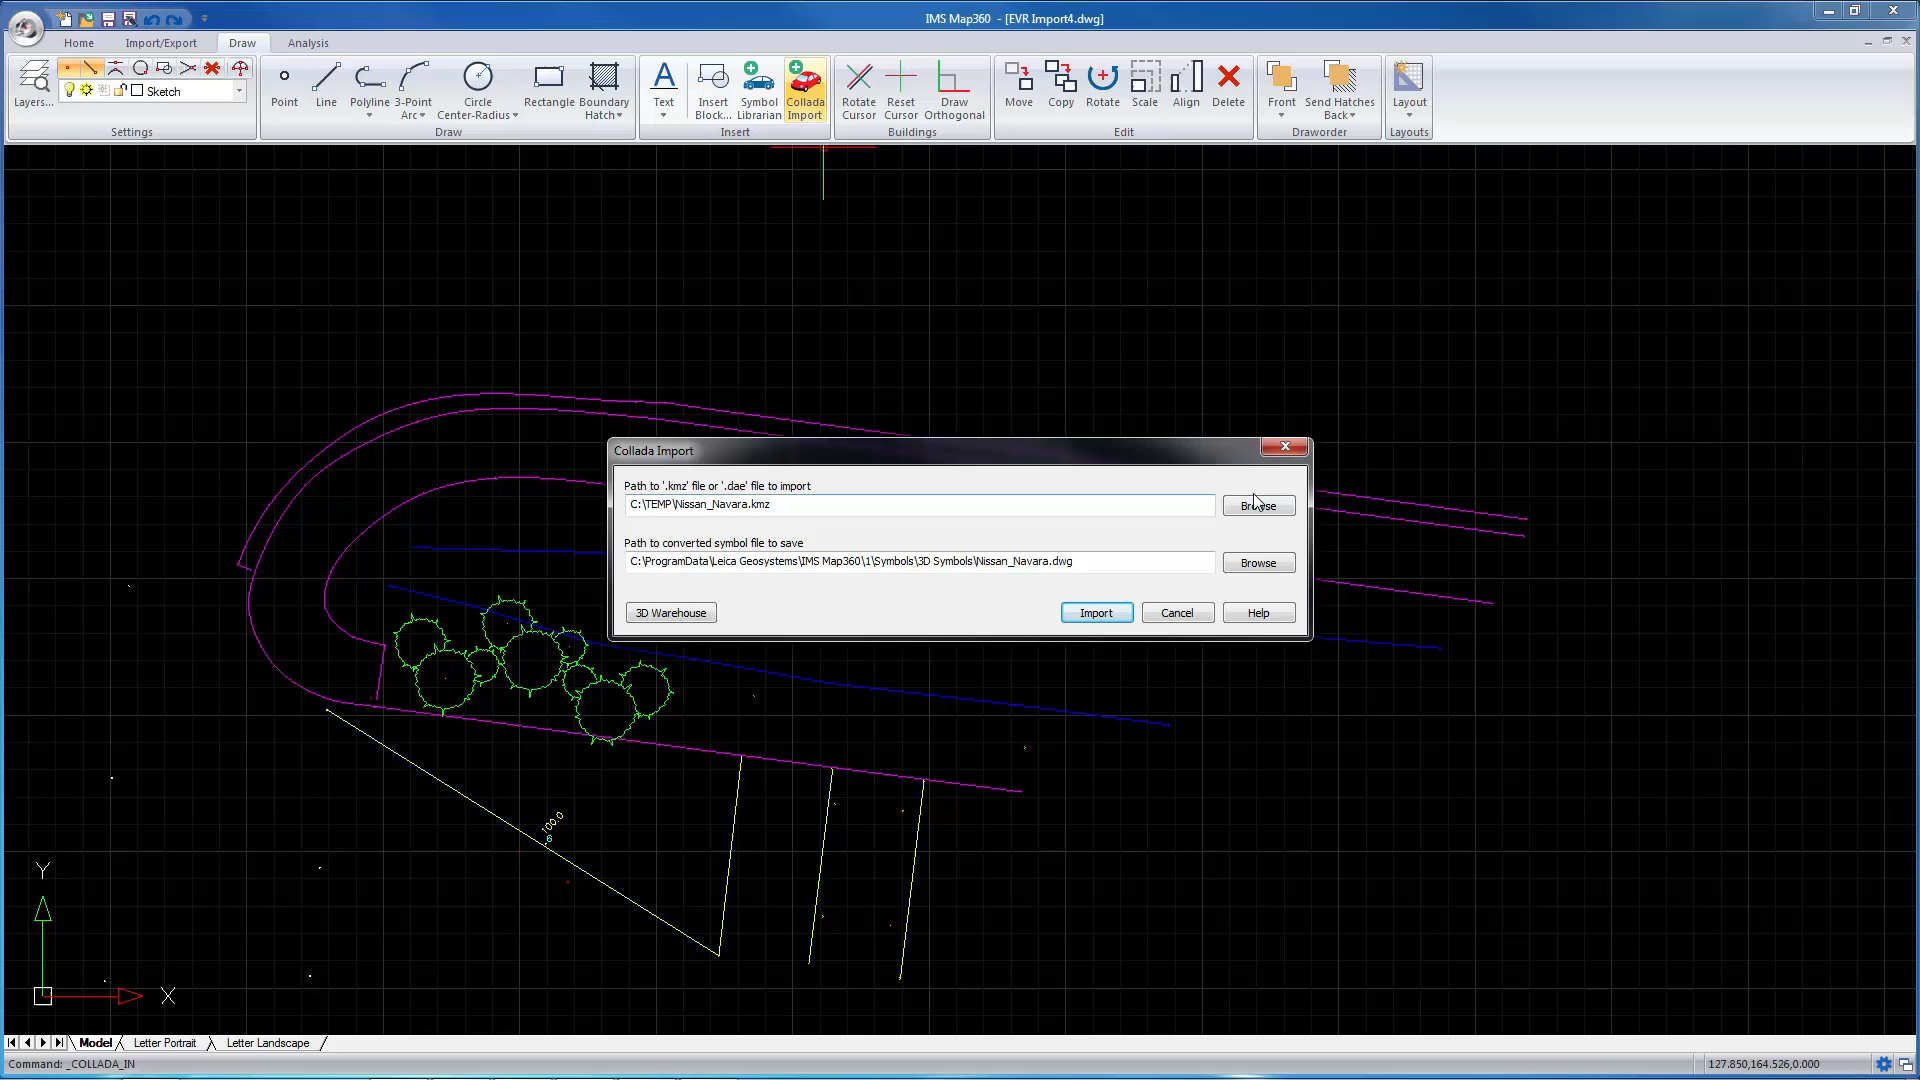 IMS Map360 - [EVR Import4.dwg]
Home Import/Export Draw Analysis
Layers... Sketch
Point Line Polyline 3-Point Arc Circle Center-Radius Rectangle Boundary Hatch
Text Insert Block... Symbol Librarian Collada Import
Rotate Cursor Reset Cursor Draw Orthogonal
Move Copy Rotate Scale Align Delete
Front Send Hatches Back Layout
Settings Draw Insert Buildings Edit Draworder Layouts
Collada Import
Path to '.kmz' file or '.dae' file to import
C:\TEMP\Nissan_Navara.kmz Browse
Path to converted symbol file to save
C:\ProgramData\Leica Geosystems\IMS Map360\1\Symbols\3D Symbols\Nissan_Navara.dwg Browse
3D Warehouse Import Cancel Help
100.0
6
Y
X
Model Letter Portrait Letter Landscape
Command: _COLLADA_IN 127.850,164.526,0.000